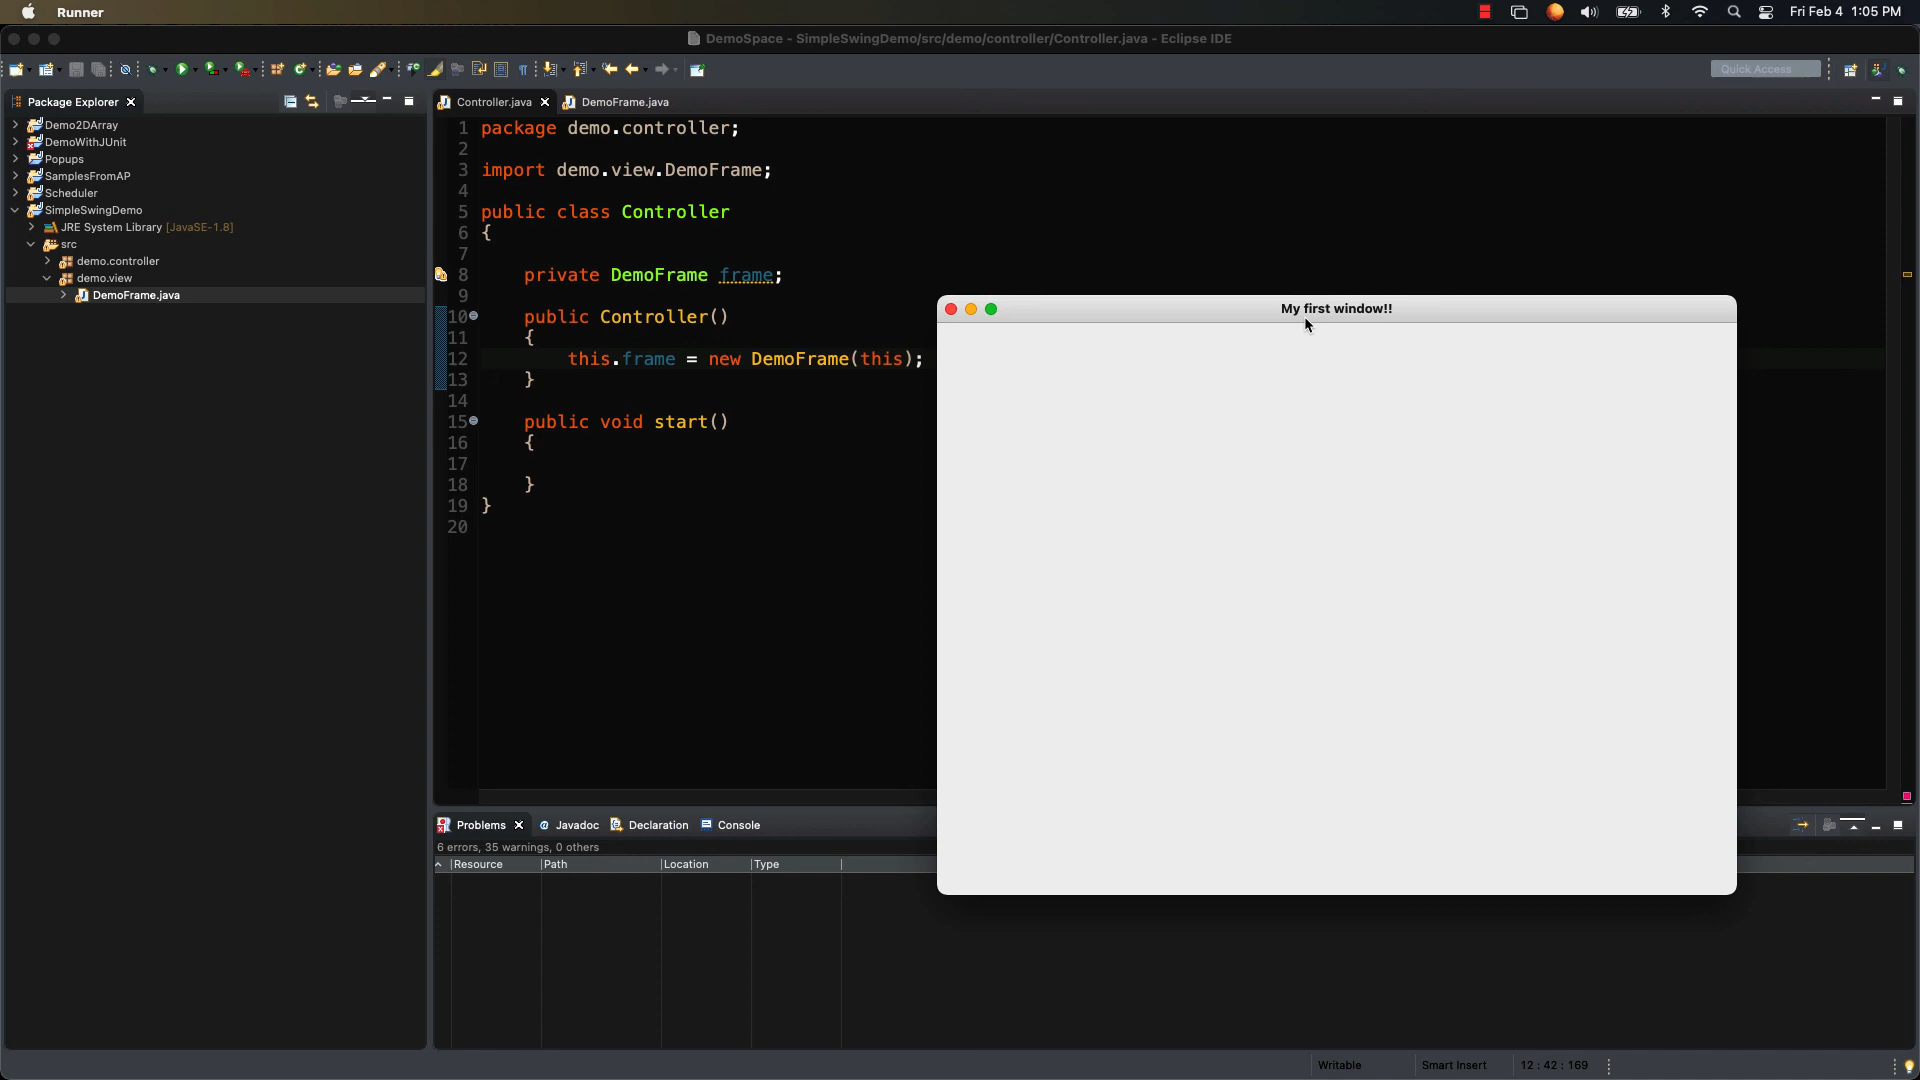 Runner
Fri Feb 4 1:05 PM
DemoSpace - SimpleSwingDemo/src/demo/controller/Controller.java - Eclipse IDE
Quick Access
Package Explorer
Demo2DArray
DemoWithJUnit
Popups
SamplesFromAP
Scheduler
SimpleSwingDemo
JRE System Library [JavaSE-1.8]
src
demo.controller
demo.view
DemoFrame.java
Controller.java DemoFrame.java
1 package demo.controller;
2
3 import demo.view.DemoFrame;
4
5 public class Controller
6 {
7
8 private DemoFrame frame;
9
10 public Controller()
11 {
12 this.frame = new DemoFrame(this);
13 }
14
15 public void start()
16 {
17
18 }
19 }
20
My first window!!
Problems Javadoc Declaration Console
6 errors, 35 warnings, 0 others
Resource Path Location Type
Writable Smart Insert 12 : 42 : 169